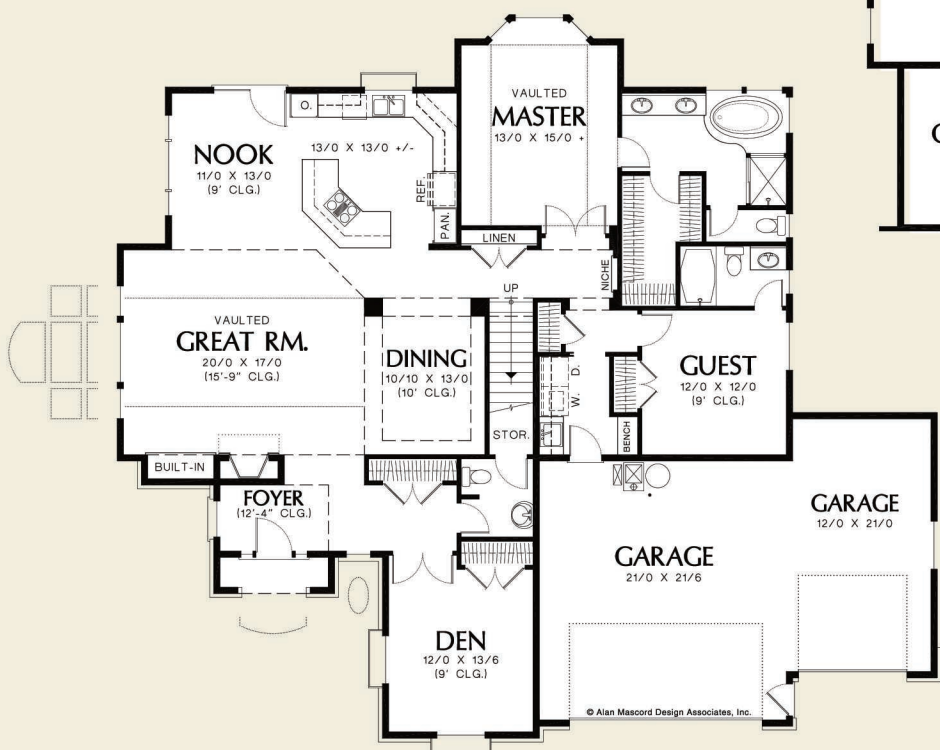 VAULTED
MASTER
13/0 X 15/0 +
O.
NOOK
11/0 X 13/0
(9' CLG.)
13/0 X 13/0 +/-
REF.
PAN.
LINEN
NICHE
UP
VAULTED
GREAT RM.
20/0 X 17/0
(15'-9" CLG.)
DINING
10/10 X 13/0
(10' CLG.)
W. D.
GUEST
12/0 X 12/0
(9' CLG.)
STOR.
BENCH
BUILT-IN
FOYER
(12'-4" CLG.)
GARAGE
12/0 X 21/0
GARAGE
21/0 X 21/6
DEN
12/0 X 13/6
(9' CLG.)
© Alan Mascord Design Associates, Inc.